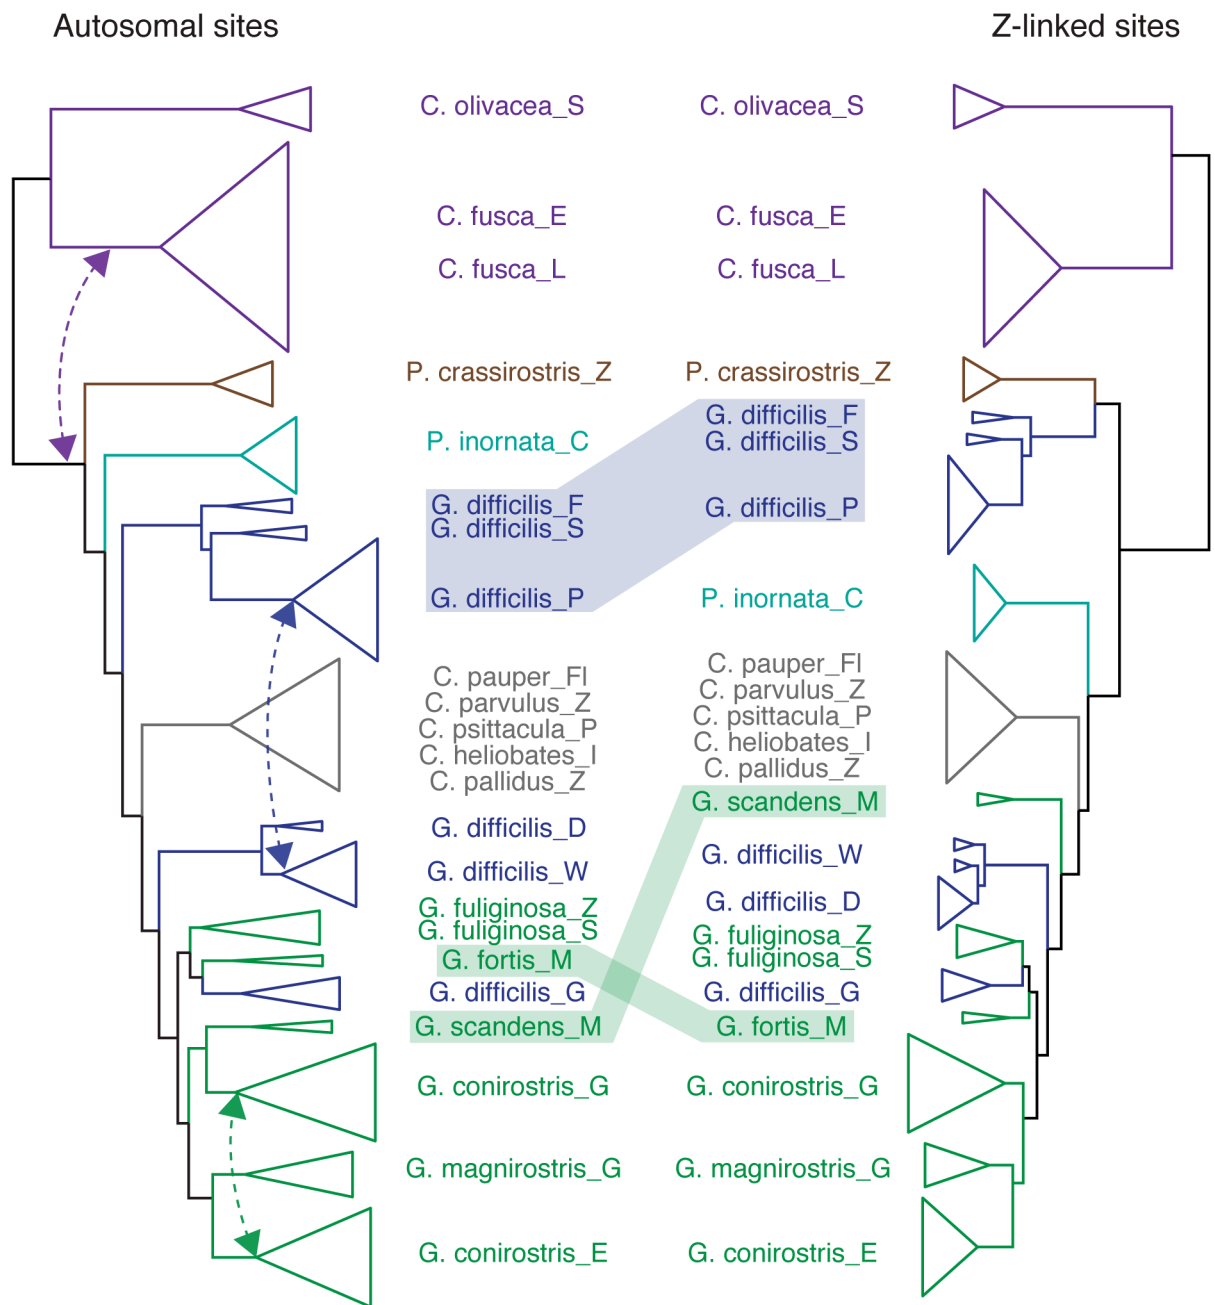 Autosomal sites
Z-linked sites
C. olivacea_S
C. fusca_E
C. fusca_L
P. crassirostris_Z
P. inornata_C
G. difficilis_F
G. difficilis_S
G. difficilis_P
C. pauper_Fl
C. parvulus_Z
C. psittacula_P
C. heliobates_I
C. pallidus_Z
G. difficilis_D
G. difficilis_W
G. fuliginosa_Z
G. fuliginosa_S
G. fortis_M
G. difficilis_G
G. scandens_M
G. conirostris_G
G. magnirostris_G
G. conirostris_E
C. olivacea_S
C. fusca_E
C. fusca_L
P. crassirostris_Z
G. difficilis_F
G. difficilis_S
G. difficilis_P
P. inornata_C
C. pauper_Fl
C. parvulus_Z
C. psittacula_P
C. heliobates_I
C. pallidus_Z
G. scandens_M
G. difficilis_W
G. difficilis_D
G. fuliginosa_Z
G. fuliginosa_S
G. difficilis_G
G. fortis_M
G. conirostris_G
G. magnirostris_G
G. conirostris_E